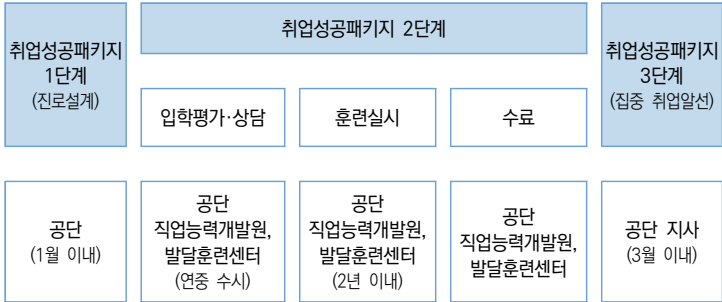 취업성공패키지
1단계
(진로설계)
취업성공패키지 2단계
취업성공패키지
3단계
(집중 취업알선)
입학평가·상담
훈련실시
수료
공단
(1월 이내)
공단
직업능력개발원,
발달훈련센터
(연중 수시)
공단
직업능력개발원,
발달훈련센터
(2년 이내)
공단
직업능력개발원,
발달훈련센터
공단 지사
(3월 이내)